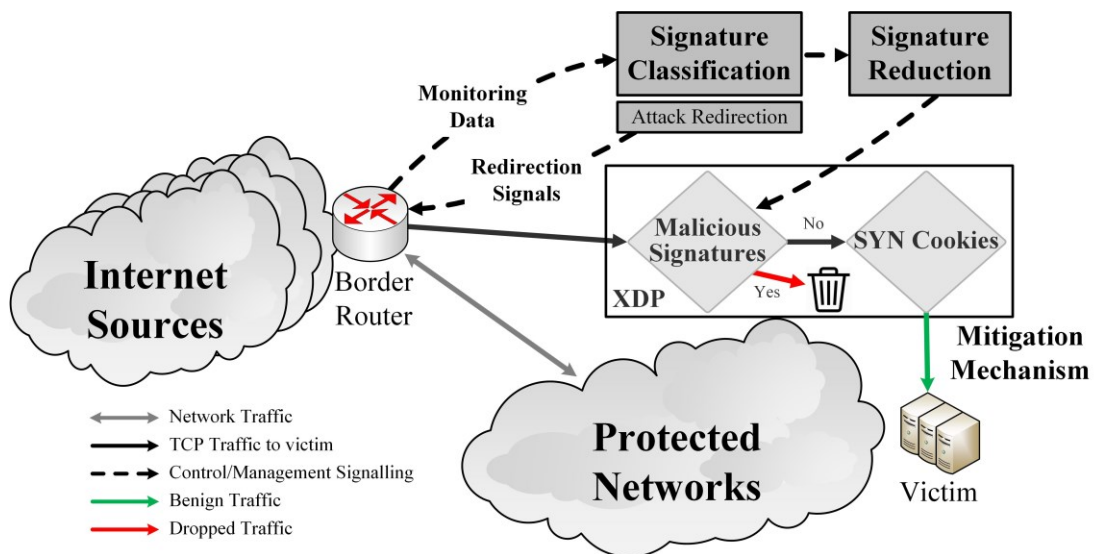 Signature
Classification
Signature
Reduction
Attack Redirection
Monitoring
Data
Redirection
Signals
Internet
Sources
Border
Router
Malicious
Signatures
No
Yes
SYN Cookies
XDP
Mitigation
Mechanism
Protected
Networks
Victim
Network Traffic
TCP Traffic to victim
Control/Management Signalling
Benign Traffic
Dropped Traffic